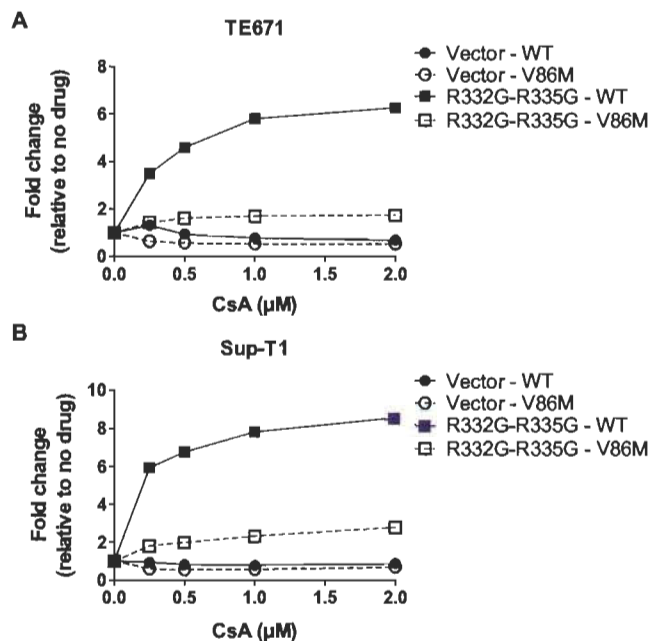 A
TE671
Vector - WT
Vector - V86M
R332G-R335G - WT
R332G-R335G - V86M
Fold change
(relative to no drug)
8
6
4
2
0
0.0 0.5 1.0 1.5 2.0
CsA (µM)
B
Sup-T1
Vector - WT
Vector - V86M
R332G-R335G - WT
R332G-R335G - V86M
Fold change
(relative to no drug)
10
8
6
4
2
0
0.0 0.5 1.0 1.5 2.0
CsA (µM)